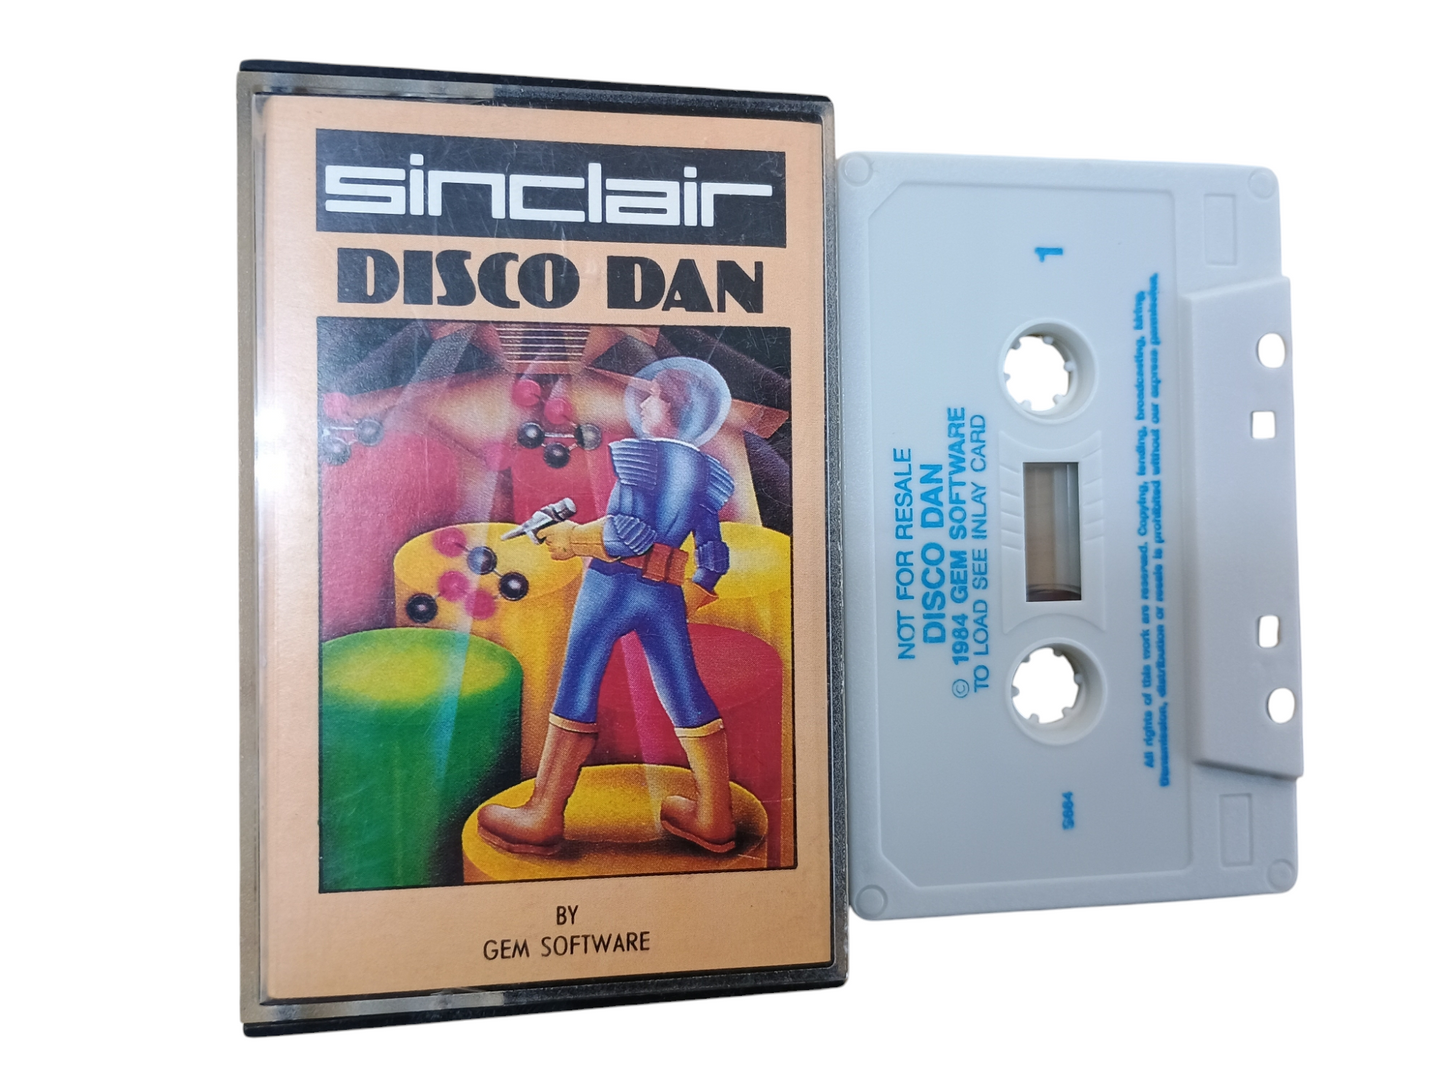 sinclair
DISCO DAN
BY
GEM SOFTWARE
1
NOT FOR RESALE
DISCO DAN
© 1984 GEM SOFTWARE
TO LOAD SEE INLAY CARD
All rights of this work are reserved. Copying, lending, broadcasting, hiring,
transmission, distribution or resale is prohibited without our express permission.
S664